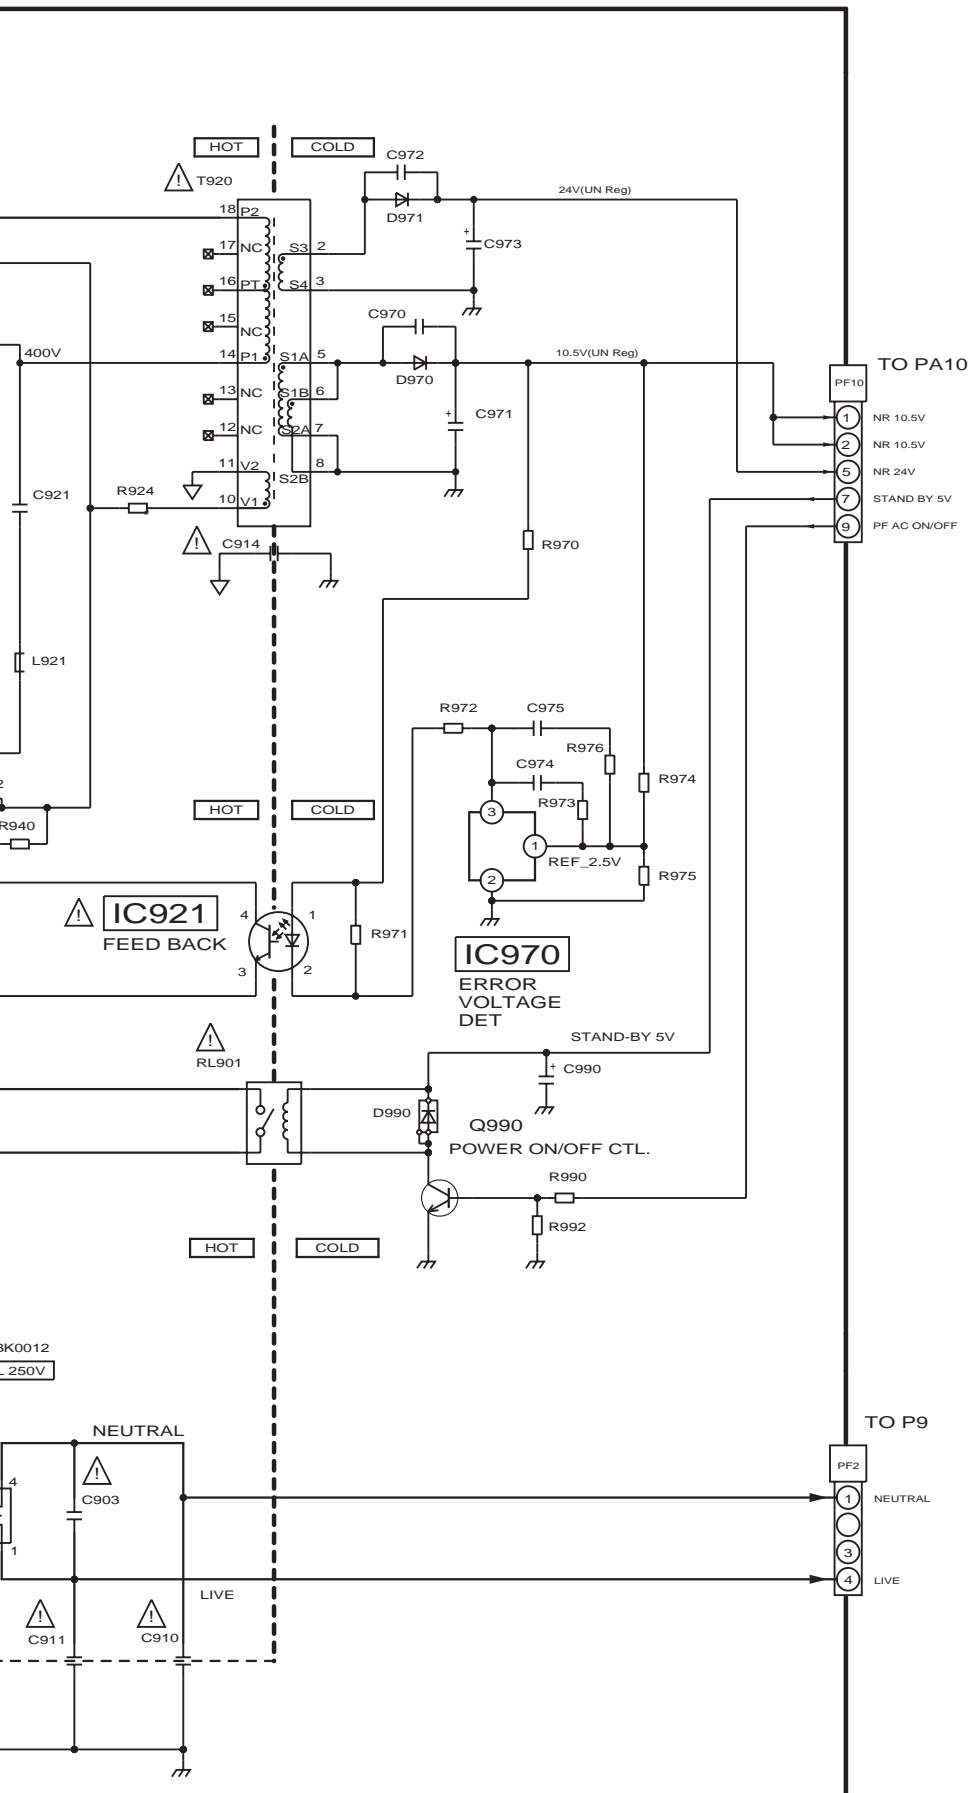 HOT
COLD
C972
T920
24V(UN Reg)
D971
18
P2
17
NC
S3
2
+
C973
16
PT
S4
3
15
NC
C970
400V
14
P1
S1A
5
10.5V(UN Reg)
TO PA10
D970
PF10
13
NC
S1B
6
+
C971
1
NR 10.5V
12
NC
S2A
7
2
NR 10.5V
11
V2
8
S2B
5
NR 24V
C921
R924
10
V1
7
STAND BY 5V
9
PF AC ON/OFF
C914
R970
L921
R972
C975
R976
C974
R974
2
R973
HOT
COLD
3
R940
1
REF_2.5V
R975
2
IC921
FEED BACK
4
1
3
2
R971
IC970
ERROR
VOLTAGE
DET
STAND-BY 5V
RL901
+
C990
D990
Q990
POWER ON/OFF CTL.
R990
R992
HOT
COLD
BK0012
L 250V
NEUTRAL
TO P9
PF2
4
C903
1
NEUTRAL
1
3
LIVE
4
LIVE
C911
C910